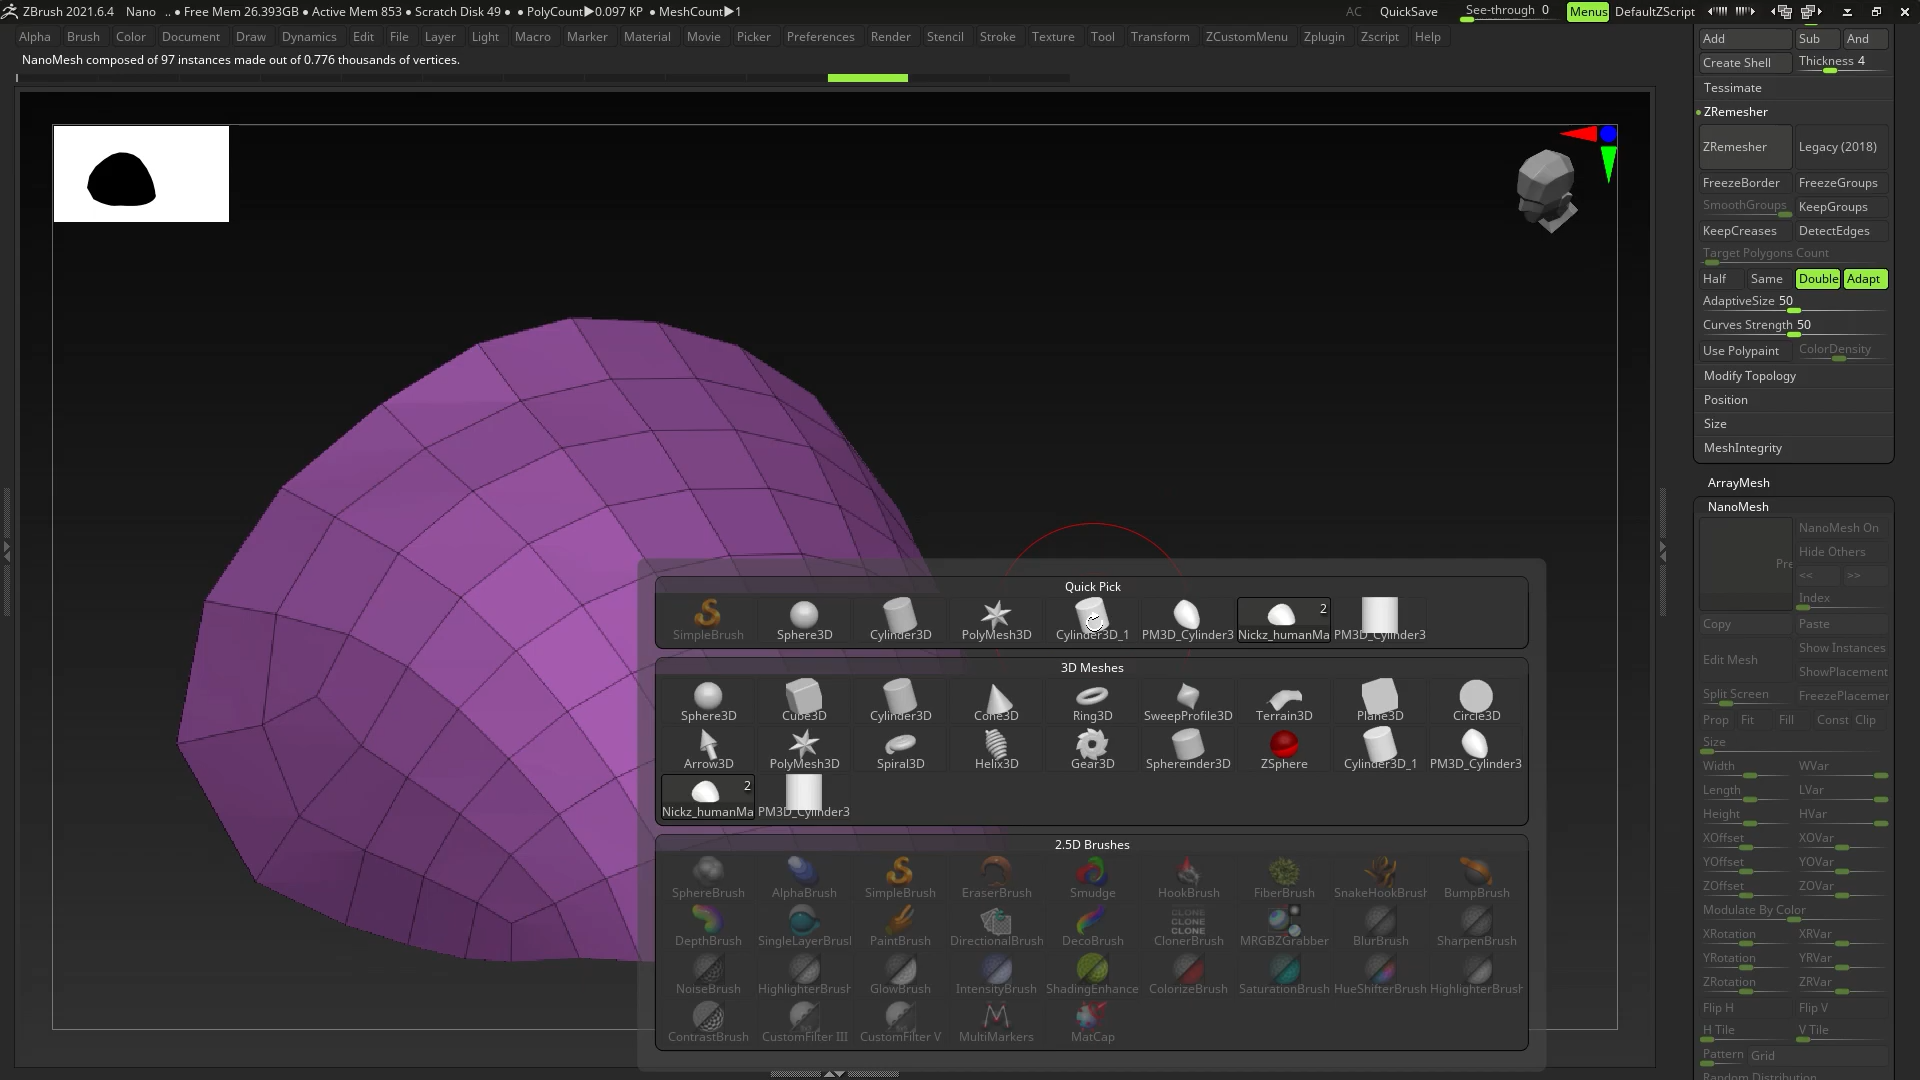 ZBrush 2021.6.4 Nano .. ● Free Mem 26.393GB ● Active Mem 853 ● Scratch Disk 49 ● ● PolyCount▶0.097 KP ● MeshCount▶1 AC QuickSave See-through 0 Menus DefaultZScript
Alpha Brush Color Document Draw Dynamics Edit File Layer Light Macro Marker Material Movie Picker Preferences Render Stencil Stroke Texture Tool Transform ZCustomMenu Zplugin Zscript Help
NanoMesh composed of 97 instances made out of 0.776 thousands of vertices.
Add Sub And
Create Shell Thickness 4
Tessimate
ZRemesher
ZRemesher Legacy (2018)
FreezeBorder FreezeGroups
SmoothGroups KeepGroups
KeepCreases DetectEdges
Target Polygons Count
Half Same Double Adapt
AdaptiveSize 50
Curves Strength 50
Use Polypaint ColorDensity
Modify Topology
Position
Size
MeshIntegrity
ArrayMesh
NanoMesh
NanoMesh On
Hide Others
Pre << >>
Index
Copy Paste
Edit Mesh Show Instances
ShowPlacement
Split Screen FreezePlacemen
Prop Fit Fill Const Clip
Size
Width WVar
Length LVar
Height HVar
XOffset XOVar
YOffset YOVar
ZOffset ZOVar
Modulate By Color
XRotation XRVar
YRotation YRVar
ZRotation ZRVar
Flip H Flip V
H Tile V Tile
Pattern Grid
Random Distribution
Quick Pick
2
SimpleBrush Sphere3D Cylinder3D PolyMesh3D Cylinder3D_1 PM3D_Cylinder3 Nickz_humanMa PM3D_Cylinder3
3D Meshes
Sphere3D Cube3D Cylinder3D Cone3D Ring3D SweepProfile3D Terrain3D Plane3D Circle3D
Arrow3D PolyMesh3D Spiral3D Helix3D Gear3D Sphereinder3D ZSphere Cylinder3D_1 PM3D_Cylinder3
2
Nickz_humanMa PM3D_Cylinder3
2.5D Brushes
SphereBrush AlphaBrush SimpleBrush EraserBrush Smudge HookBrush FiberBrush SnakeHookBrush BumpBrush
CLONE
CLONE
CLONE
DepthBrush SingleLayerBrusl PaintBrush DirectionalBrush DecoBrush ClonerBrush MRGBZGrabber BlurBrush SharpenBrush
NoiseBrush HighlighterBrush GlowBrush IntensityBrush ShadingEnhance ColorizeBrush SaturationBrush HueShifterBrush HighlighterBrush
ContrastBrush CustomFilter III CustomFilter V MultiMarkers MatCap